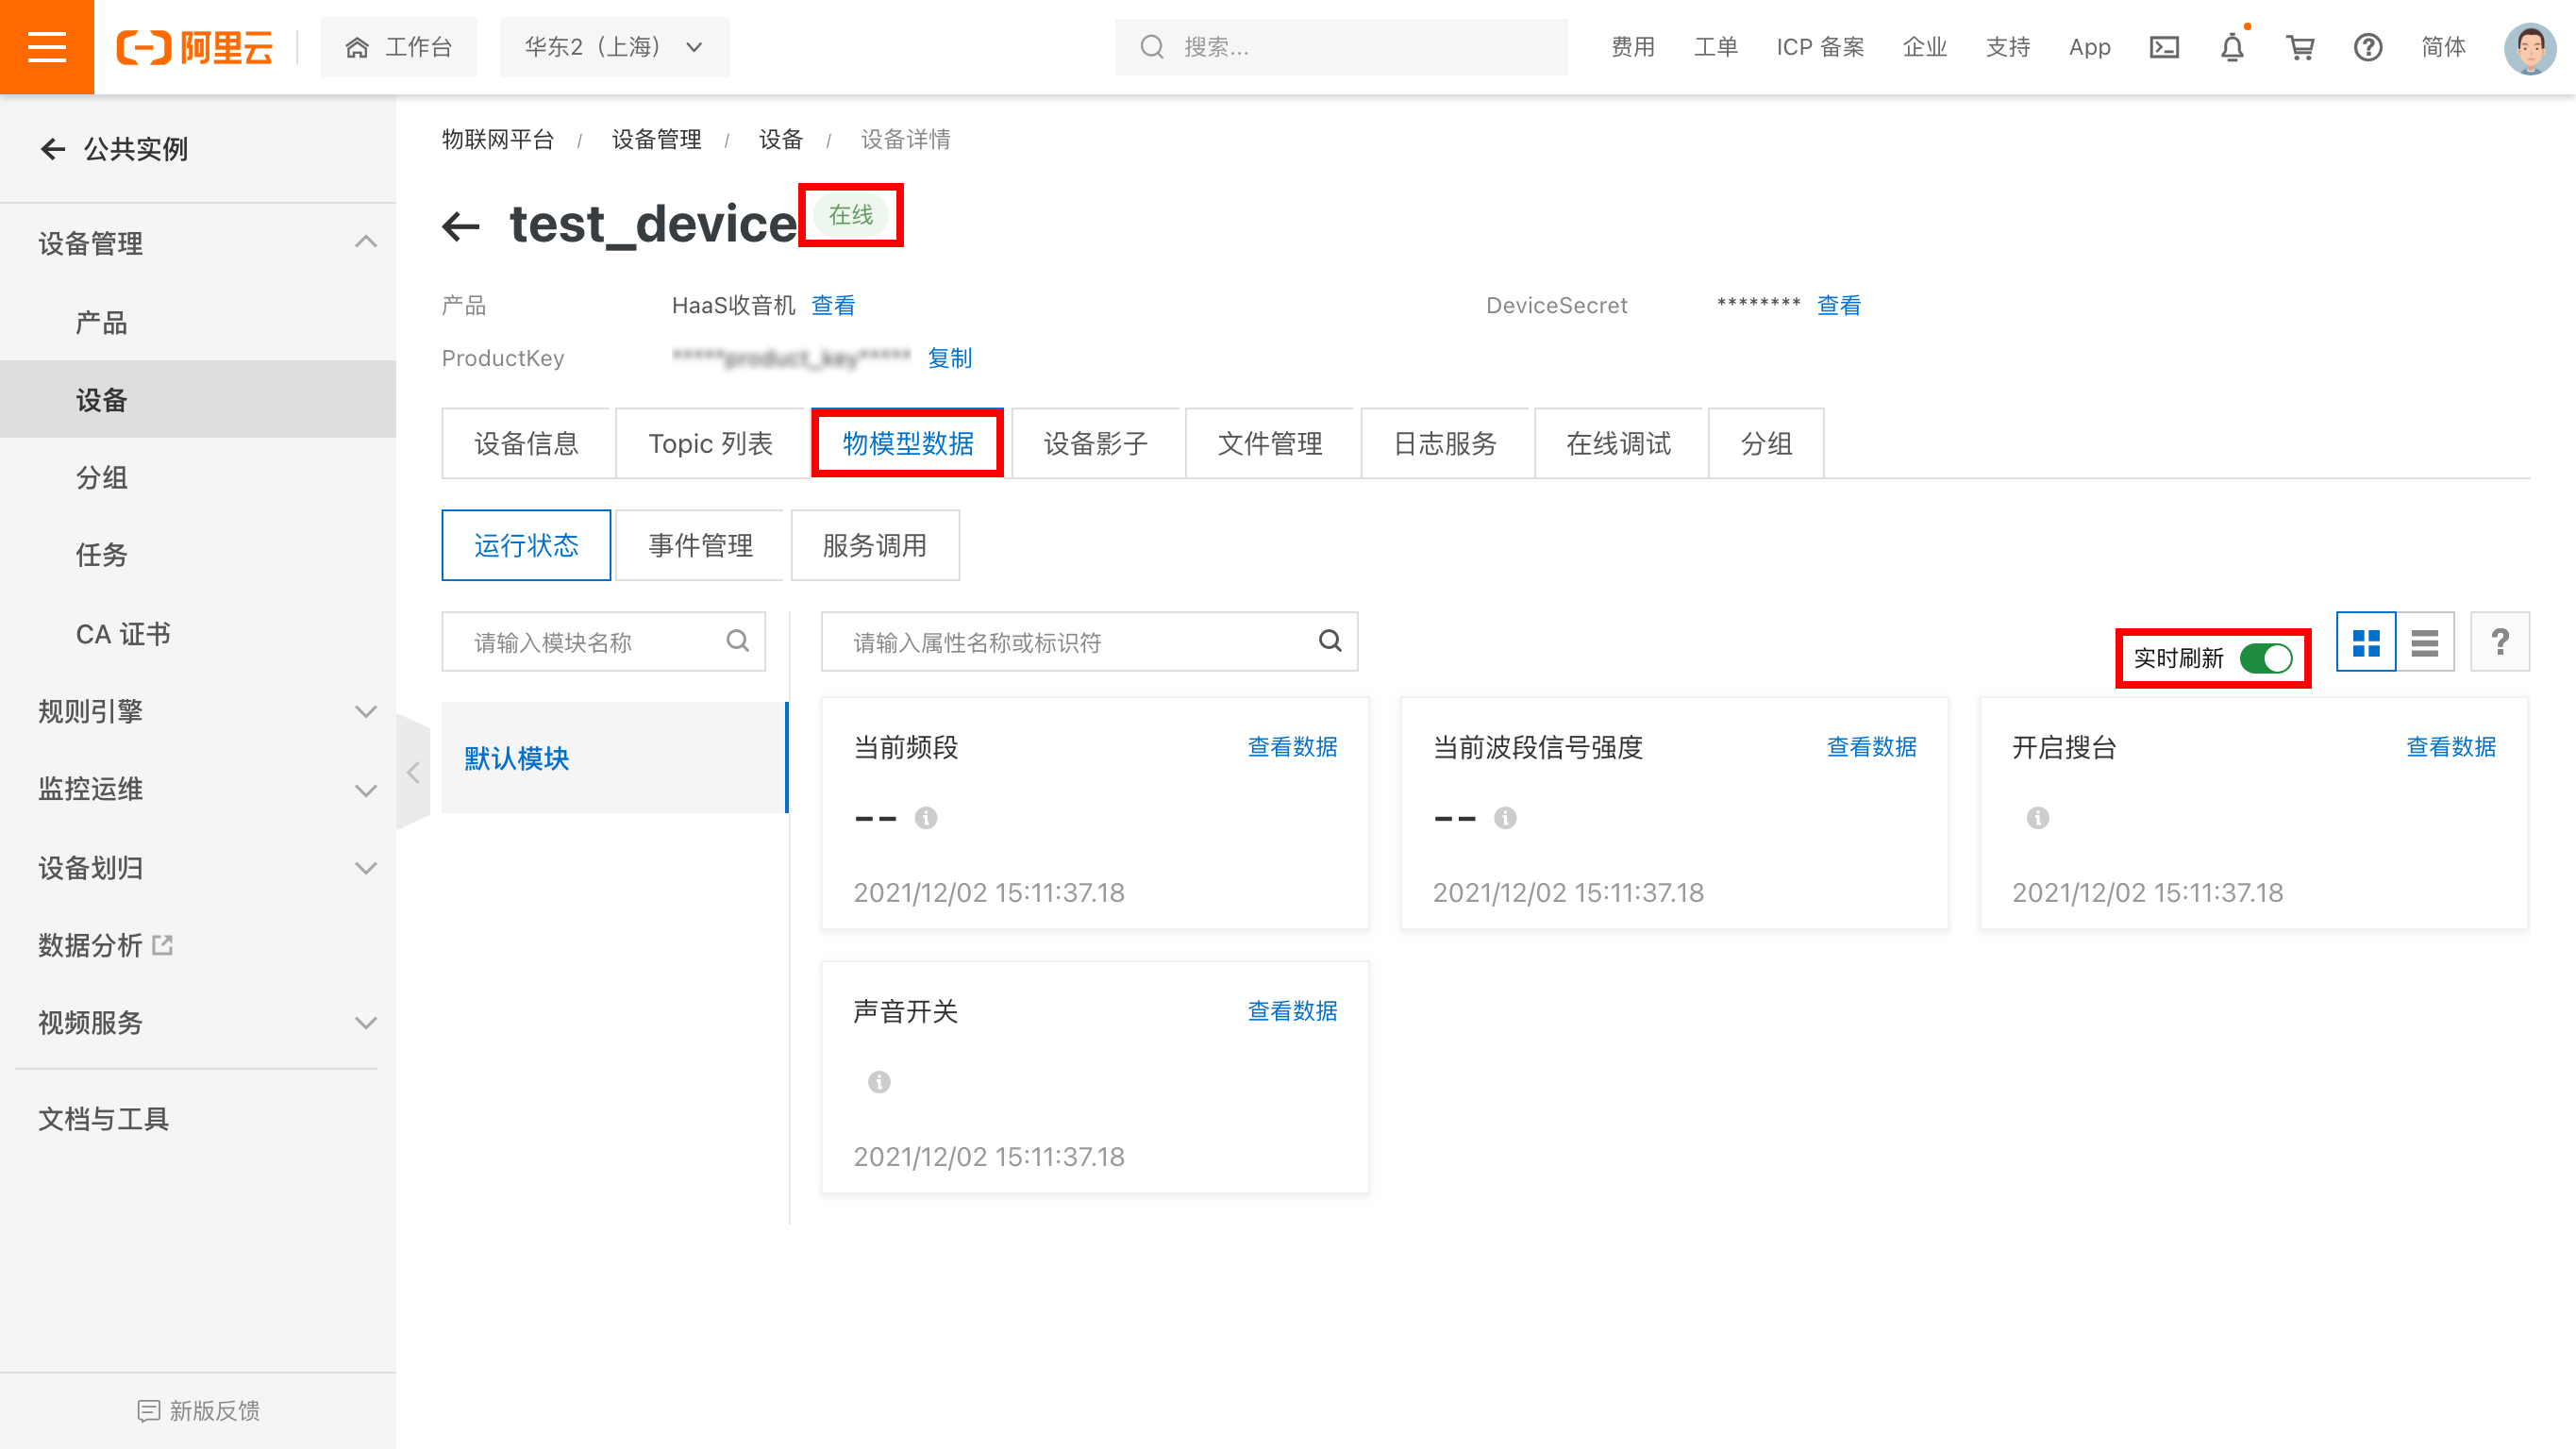 阿里云
工作台
华东2（上海）
搜索...
费用
工单
ICP 备案
企业
支持
App
简体
公共实例
设备管理
产品
设备
分组
任务
CA 证书
规则引擎
监控运维
设备划归
数据分析
视频服务
文档与工具
新版反馈
物联网平台 / 设备管理 / 设备 / 设备详情
test_device 在线
产品 HaaS收音机 查看
DeviceSecret ******** 查看
ProductKey *****product_key***** 复制
设备信息 Topic 列表 物模型数据 设备影子 文件管理 日志服务 在线调试 分组
运行状态 事件管理 服务调用
请输入模块名称
请输入属性名称或标识符
实时刷新
?
默认模块
当前频段 查看数据
--
2021/12/02 15:11:37.18
当前波段信号强度 查看数据
--
2021/12/02 15:11:37.18
开启搜台 查看数据
2021/12/02 15:11:37.18
声音开关 查看数据
2021/12/02 15:11:37.18